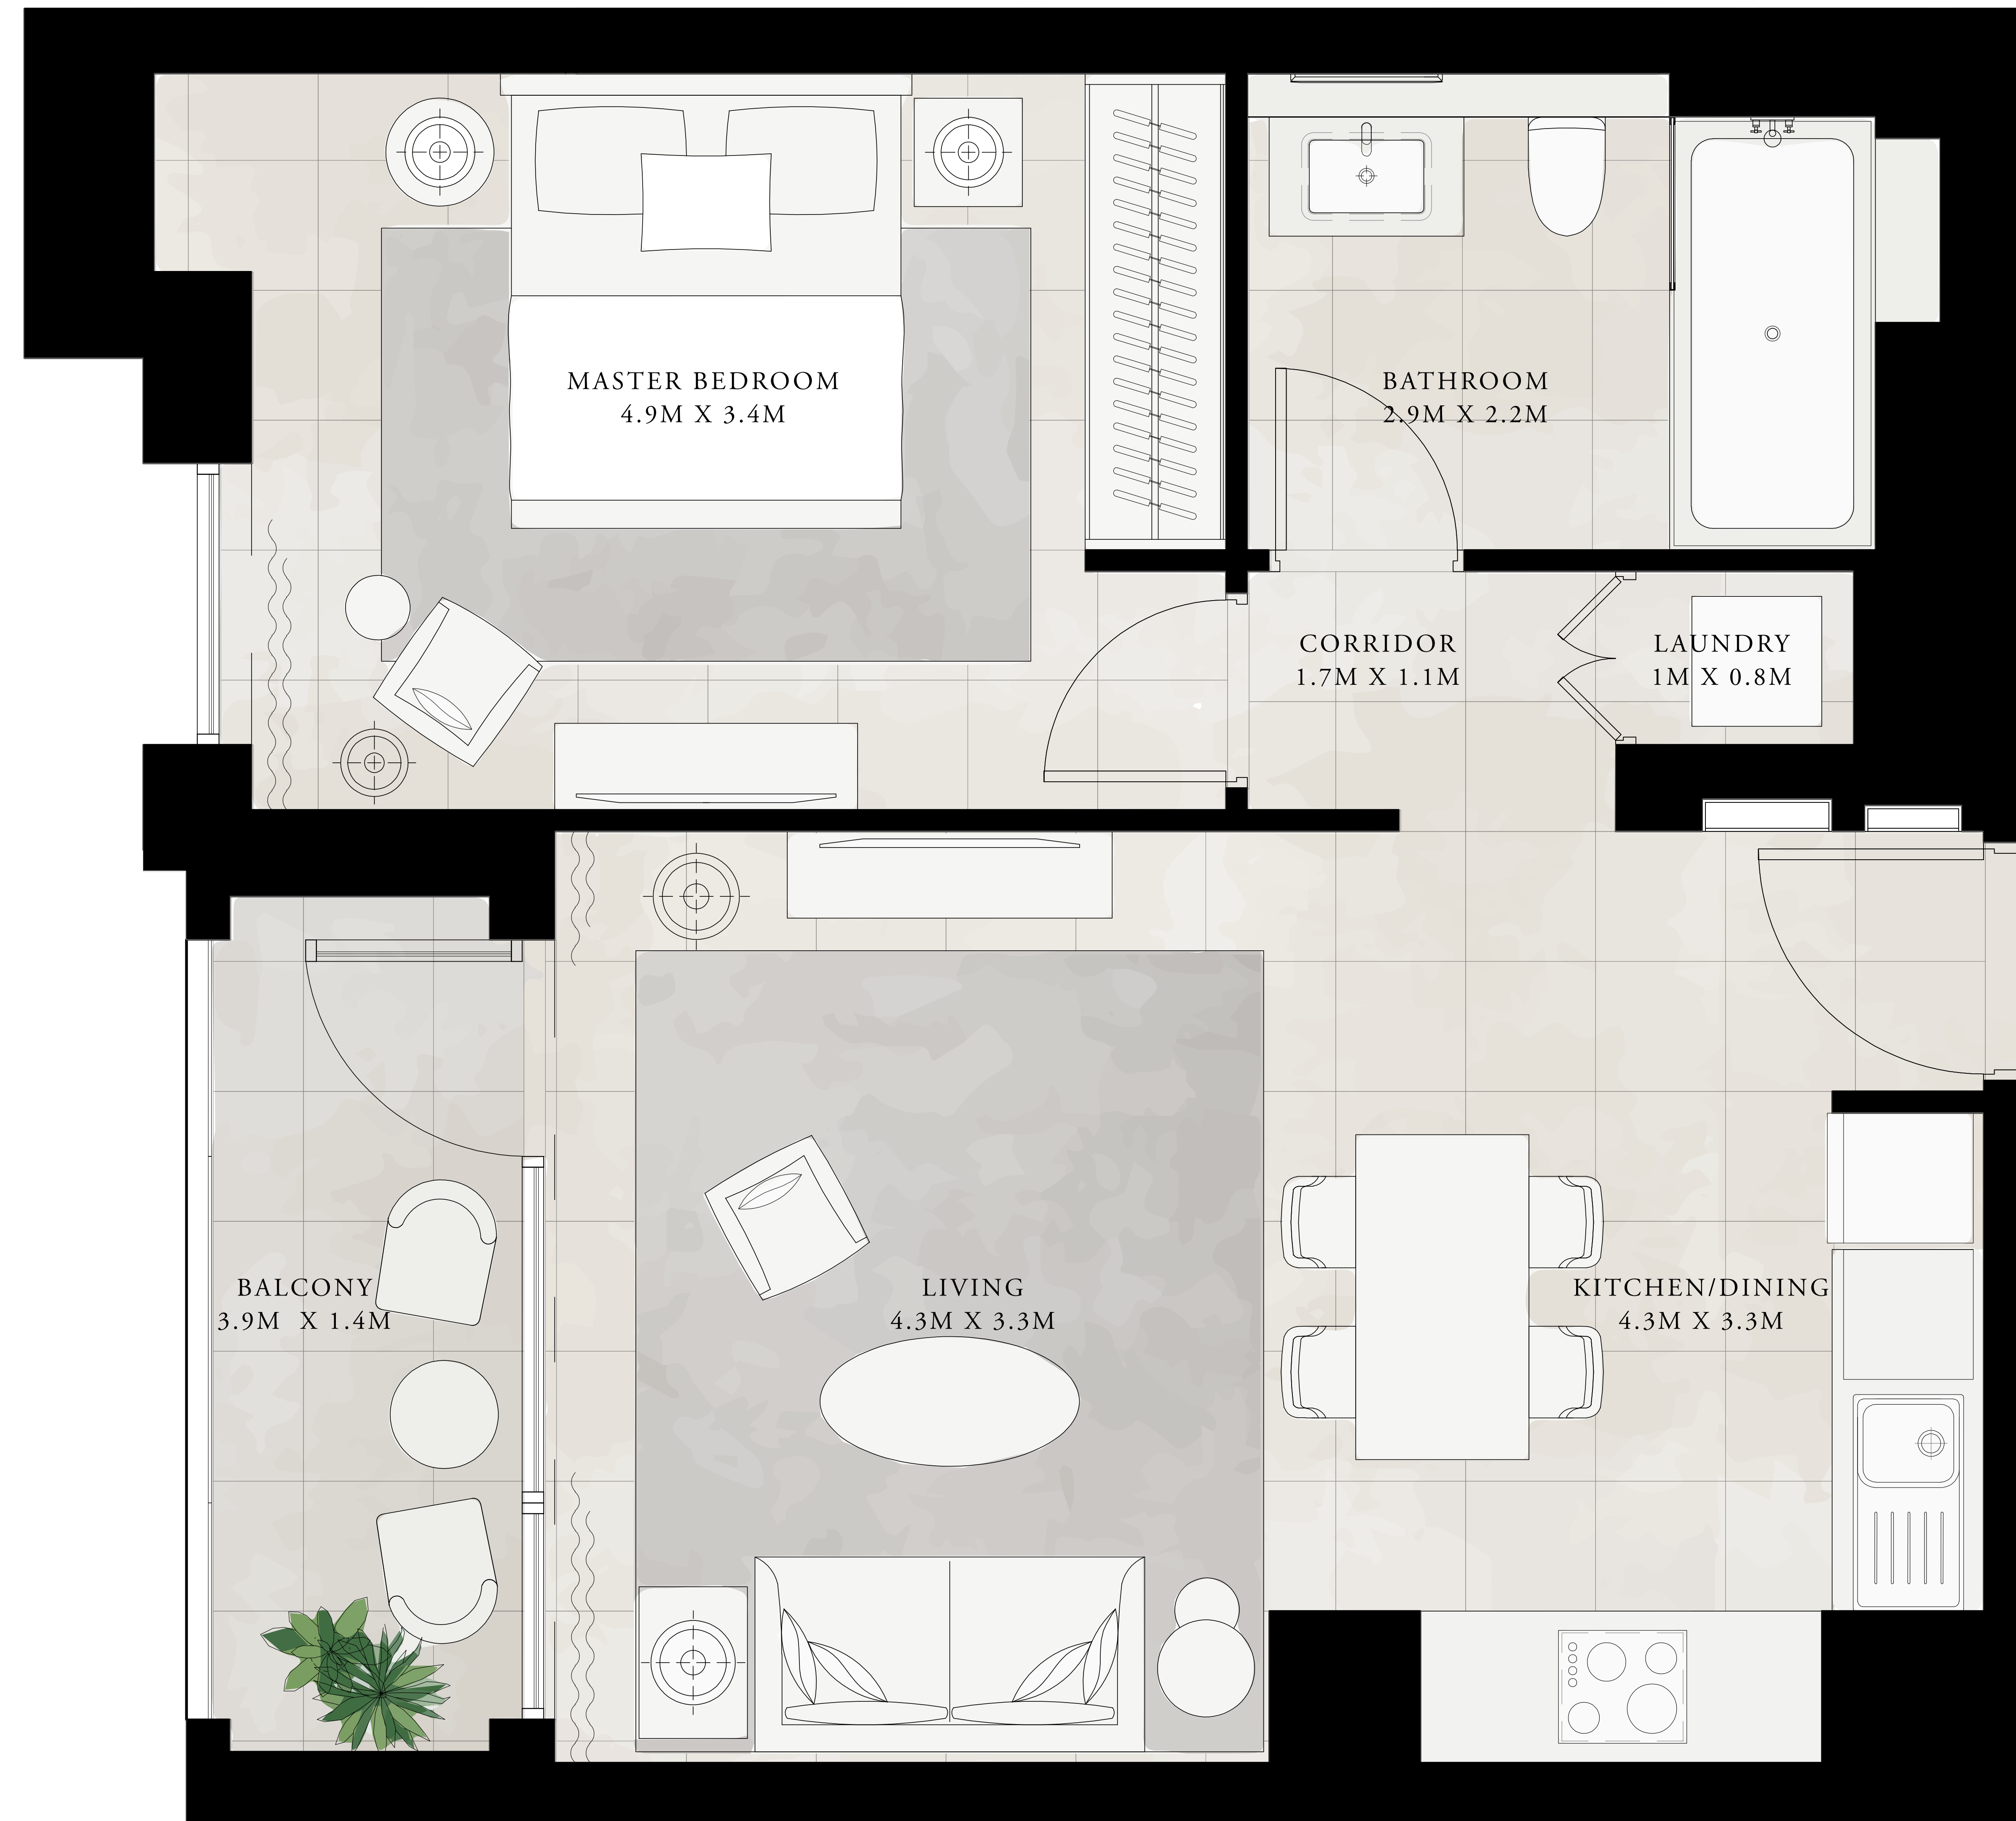 MASTER BEDROOM
4.9M X 3.4M
BATHROOM
2.9M X 2.2M
CORRIDOR
1.7M X 1.1M
LAUNDRY
1M X 0.8M
BALCONY
3.9M X 1.4M
LIVING
4.3M X 3.3M
KITCHEN/DINING
4.3M X 3.3M